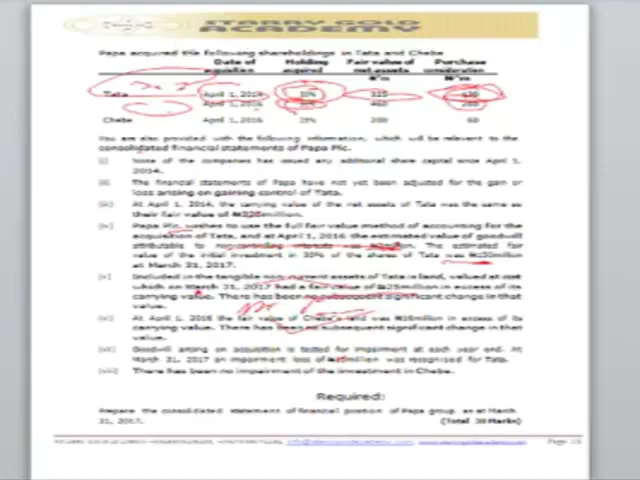 STARRY GOLD
ACADEMY
Papa acquired the following shareholdings in Tata and Chebe
Date of Holding Fair value of Purchase
acquisition acquired net assets consideration
₦'m ₦'m
Tata April 1, 2014
April 1, 2016 460
Chebe April 1, 2016 25% 200 60
You are also provided with the following information, which will be relevant to the
consolidated financial statements of Papa Plc.
(i) None of the companies has issued any additional share capital since April 1,
2014.
(ii) The financial statements of Papa have not yet been adjusted for the gain or
loss arising on gaining control of Tata.
(iii) At April 1, 2014, the carrying value of the net assets of Tata was the same as
their fair value of
(iv) Papa Plc. wishes to use the full fair value method of accounting for the
acquisition of Tata, and at April 1, 2016 the estimated value of goodwill
attributable to non-controlling interests was The estimated fair
value of the initial investment in 30% of the shares of Tata was
at March 31, 2017.
(v) Included in the tangible non-current assets of Tata is land, valued at cost
which on March 31, 2017 had a fair value of ₦25million in excess of its
carrying value. There has been no subsequent significant change in that
value.
(vi) At April 1, 2016 the fair value of Chebe's land was in excess of its
carrying value. There has been no subsequent significant change in that
value.
(vii) Goodwill arising on acquisition is tested for impairment at each year end. At
March 31, 2017 an impairment loss of was recognised for Tata.
(viii) There has been no impairment of the investment in Chebe.
Required:
Prepare the consolidated statement of financial position of Papa group as at March
31, 2017. (Total 30 Marks)
Page